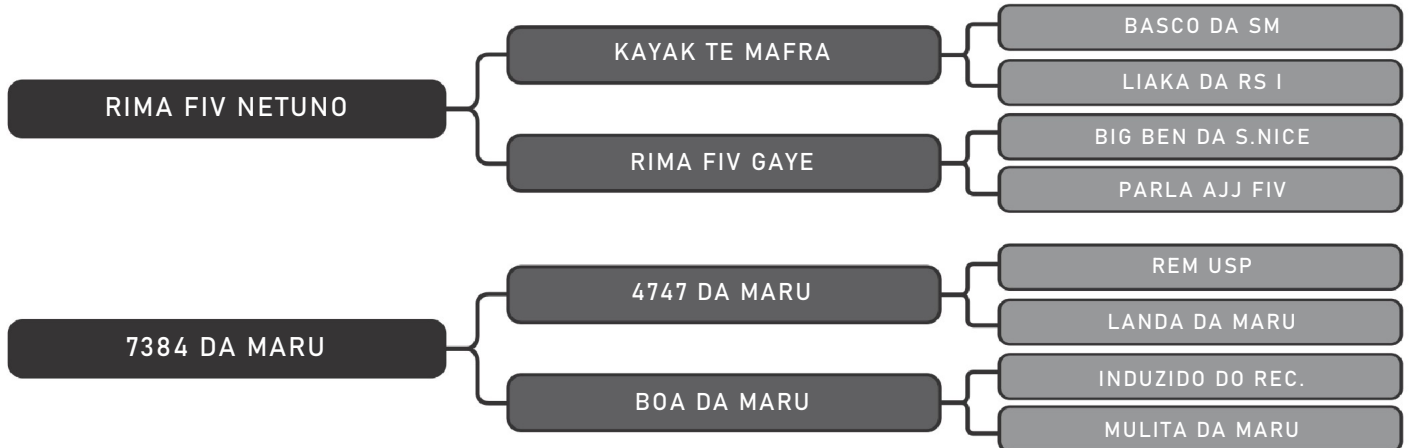 BASCO DA SM
KAYAK TE MAFRA
LIAKA DA RS I
RIMA FIV NETUNO
BIG BEN DA S.NICE
RIMA FIV GAYE
PARLA AJJ FIV
REM USP
4747 DA MARU
LANDA DA MARU
7384 DA MARU
INDUZIDO DO REC.
BOA DA MARU
MULITA DA MARU